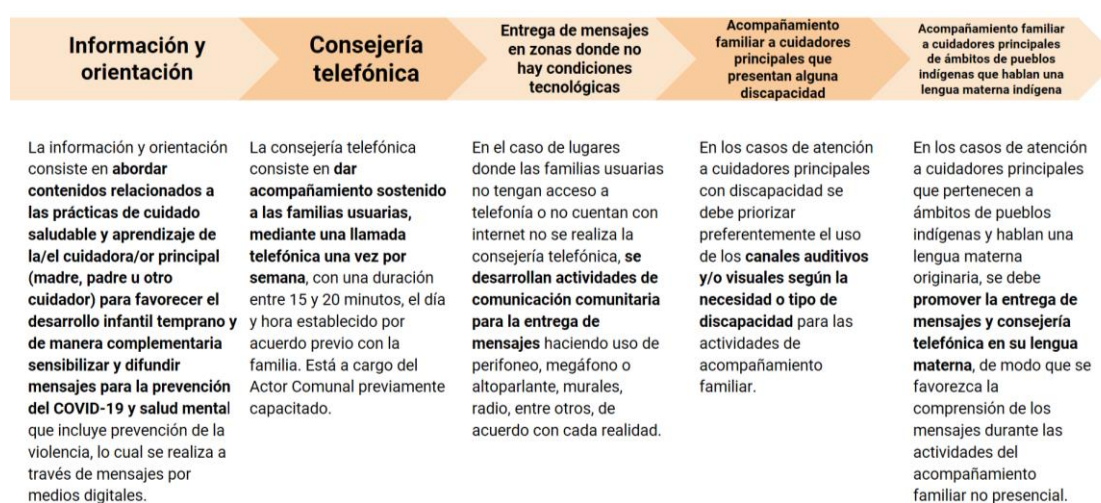 Información y
orientación
Consejería
telefónica
Entrega de mensajes
en zonas donde no
hay condiciones
tecnológicas
Acompañamiento
familiar a cuidadores
principales que
presentan alguna
discapacidad
Acompañamiento familiar
a cuidadores principales
de ámbitos de pueblos
indígenas que hablan una
lengua materna indígena
La información y orientación
consiste en abordar
contenidos relacionados a
las prácticas de cuidado
saludable y aprendizaje de
la/el cuidadora/or principal
(madre, padre u otro
cuidador) para favorecer el
desarrollo infantil temprano y
de manera complementaria
sensibilizar y difundir
mensajes para la prevención
del COVID-19 y salud mental
que incluye prevención de la
violencia, lo cual se realiza a
través de mensajes por
medios digitales.
La consejería telefónica
consiste en dar
acompañamiento sostenido
a las familias usuarias,
mediante una llamada
telefónica una vez por
semana, con una duración
entre 15 y 20 minutos, el día
y hora establecido por
acuerdo previo con la
familia. Está a cargo del
Actor Comunal previamente
capacitado.
En el caso de lugares
donde las familias usuarias
no tengan acceso a
telefonía o no cuentan con
internet no se realiza la
consejería telefónica, se
desarrollan actividades de
comunicación comunitaria
para la entrega de
mensajes haciendo uso de
perifoneo, megáfono o
altoparlante, murales,
radio, entre otros, de
acuerdo con cada realidad.
En los casos de atención
a cuidadores principales
con discapacidad se
debe priorizar
preferentemente el uso
de los canales auditivos
y/o visuales según la
necesidad o tipo de
discapacidad para las
actividades de
acompañamiento
familiar.
En los casos de atención
a cuidadores principales
que pertenecen a
ámbitos de pueblos
indígenas y hablan una
lengua materna
originaria, se debe
promover la entrega de
mensajes y consejería
telefónica en su lengua
materna, de modo que se
favorezca la
comprensión de los
mensajes durante las
actividades del
acompañamiento
familiar no presencial.